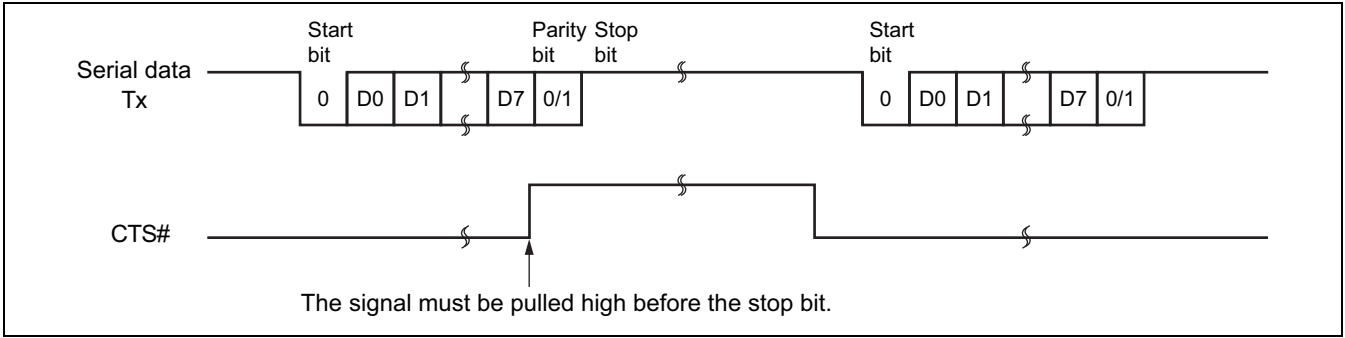 Start bit Parity bit Stop bit Start bit
Serial data Tx
0 D0 D1 D7 0/1 0 D0 D1 D7 0/1
CTS#
The signal must be pulled high before the stop bit.